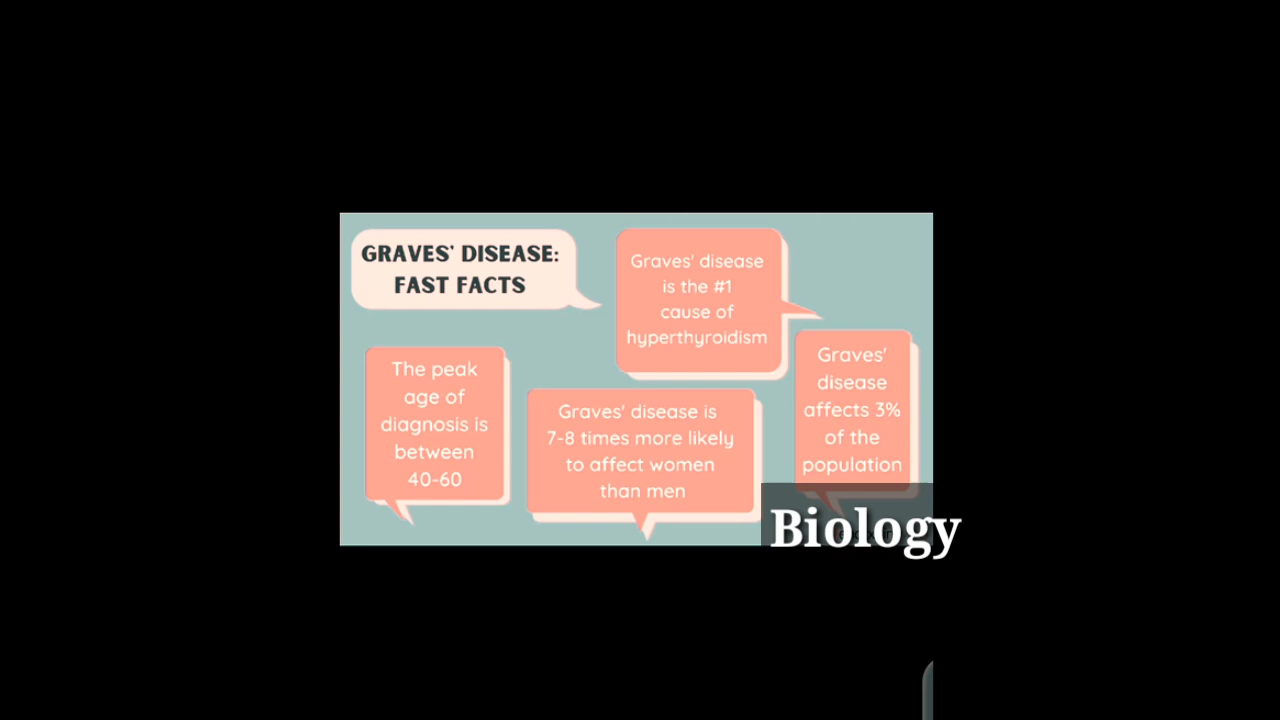 GRAVES' DISEASE:
FAST FACTS
Graves' disease
is the #1
cause of
hyperthyroidism
The peak
age of
diagnosis is
between
40-60
Graves' disease is
7-8 times more likely
to affect women
than men
Graves'
disease
affects 3%
of the
population
Biology